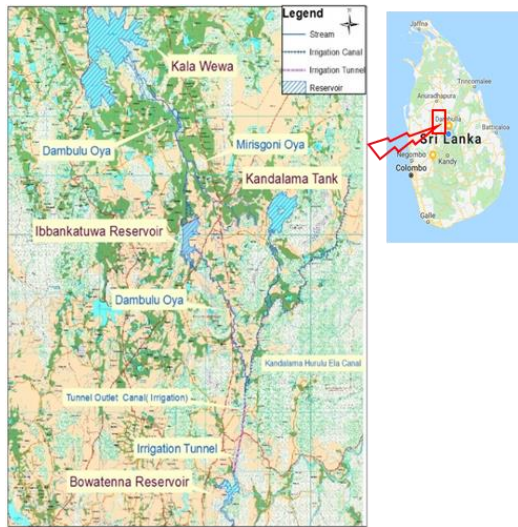 Legend
Stream
Irrigation Canal
Irrigation Tunnel
Reservoir
Kala Wewa
Dambulu Oya
Mirisgoni Oya
Kandalama Tank
Ibbankatuwa Reservoir
Dambulu Oya
Kandalama Hurulu Ela Canal
Tunnel Outlet Canal( Irrigation)
Irrigation Tunnel
Bowatenna Reservoir
Jaffna
Trincomalee
Anuradhapura
Dambulla
Batticaloa
Sri Lanka
Negombo
Kandy
Colombo
Galle